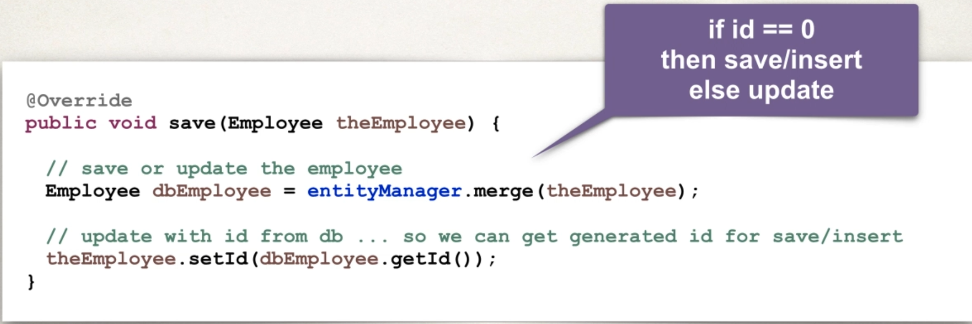 if id == 0
then save/insert
else update
@Override
public void save(Employee theEmployee) {
// save or update the employee
Employee dbEmployee = entityManager.merge(theEmployee);
// update with id from db ... so we can get generated id for save/insert
theEmployee.setId(dbEmployee.getId());
}